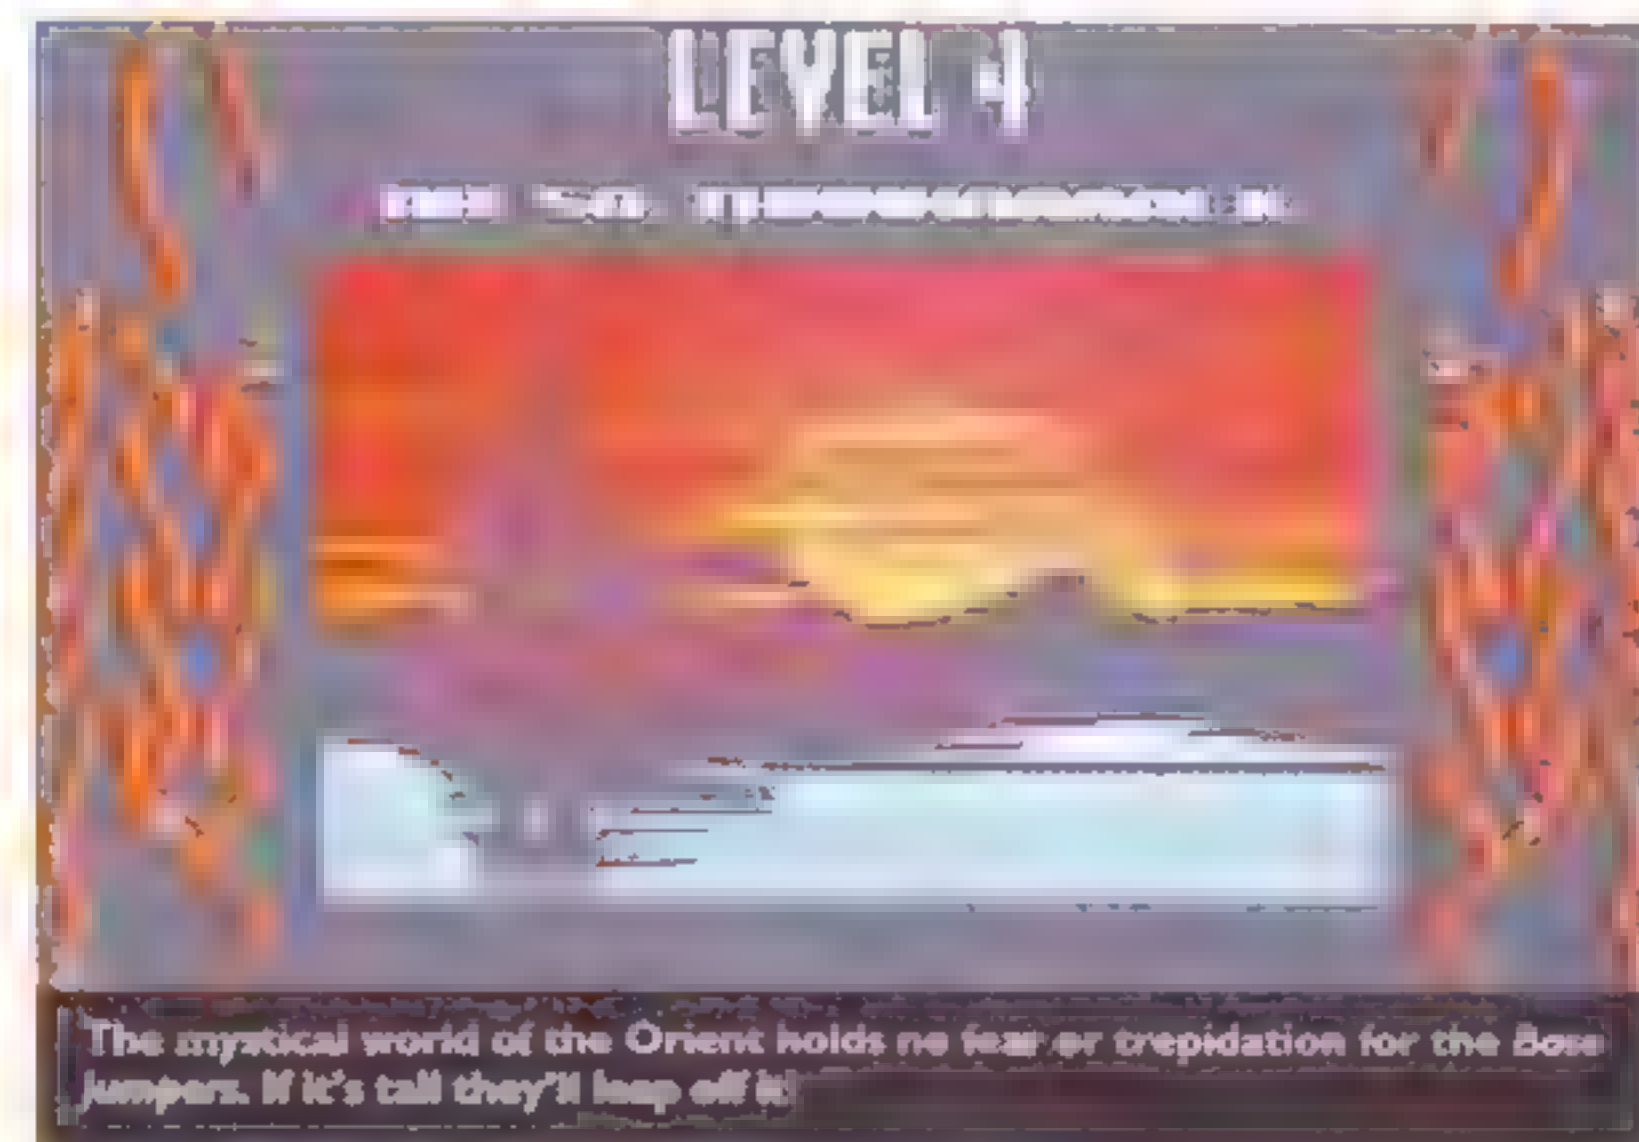 LEVEL 4
The mystical world of the Orient holds no fear or trepidation for the Base
Jumpers. If it's tall they'll leap off it!